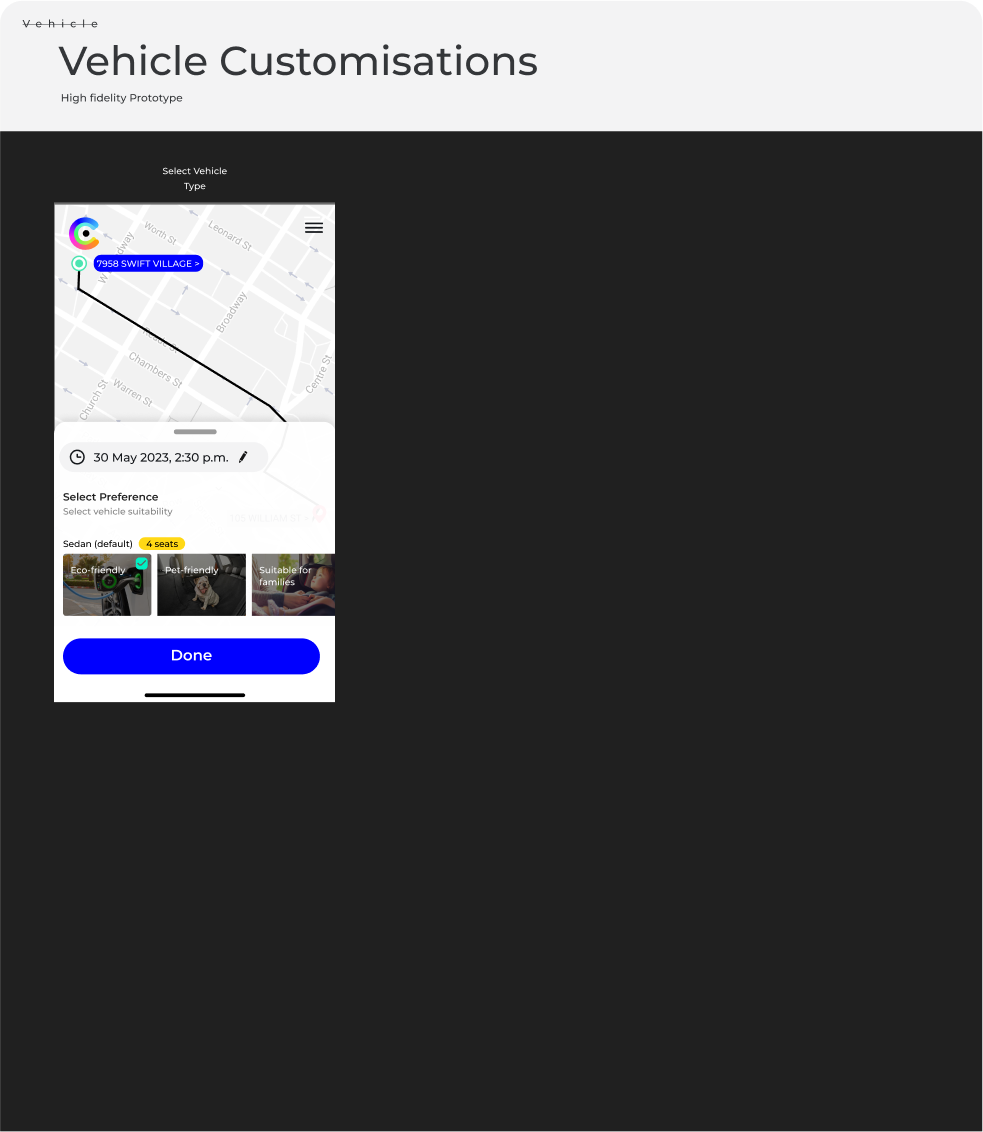 Vehicle
Vehicle Customisations
High fidelity Prototype
Select Vehicle
Type
Worth St
Leonard St
7958 SWIFT VILLAGE >
Broadway
Reade St
Chambers St
Centre St
Warren St
Church St
30 May 2023, 2:30 p.m.
Select Preference
Select vehicle suitability
Sedan (default)
4 seats
Eco-friendly
Pet-friendly
Suitable for
families
Done